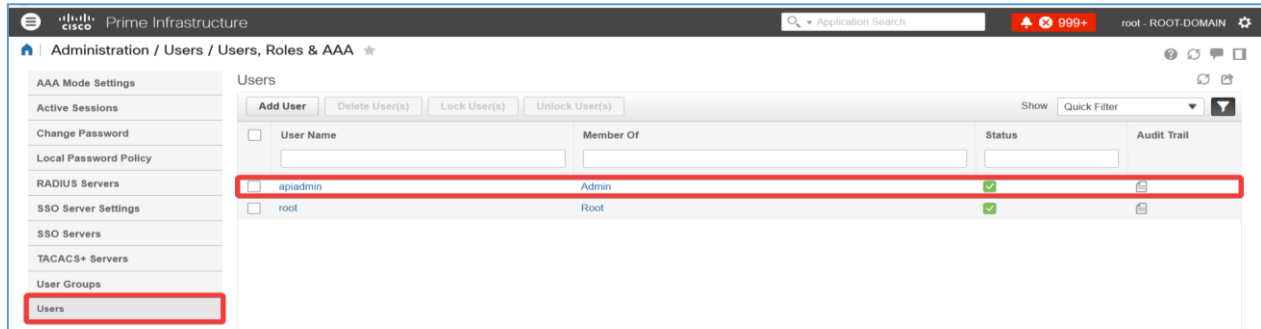 cisco Prime Infrastructure
Application Search
999+
root - ROOT-DOMAIN
Administration / Users / Users, Roles & AAA
AAA Mode Settings
Active Sessions
Change Password
Local Password Policy
RADIUS Servers
SSO Server Settings
SSO Servers
TACACS+ Servers
User Groups
Users
Users
Add User Delete User(s) Lock User(s) Unlock User(s) Show Quick Filter
User Name Member Of Status Audit Trail
apiadmin Admin
root Root